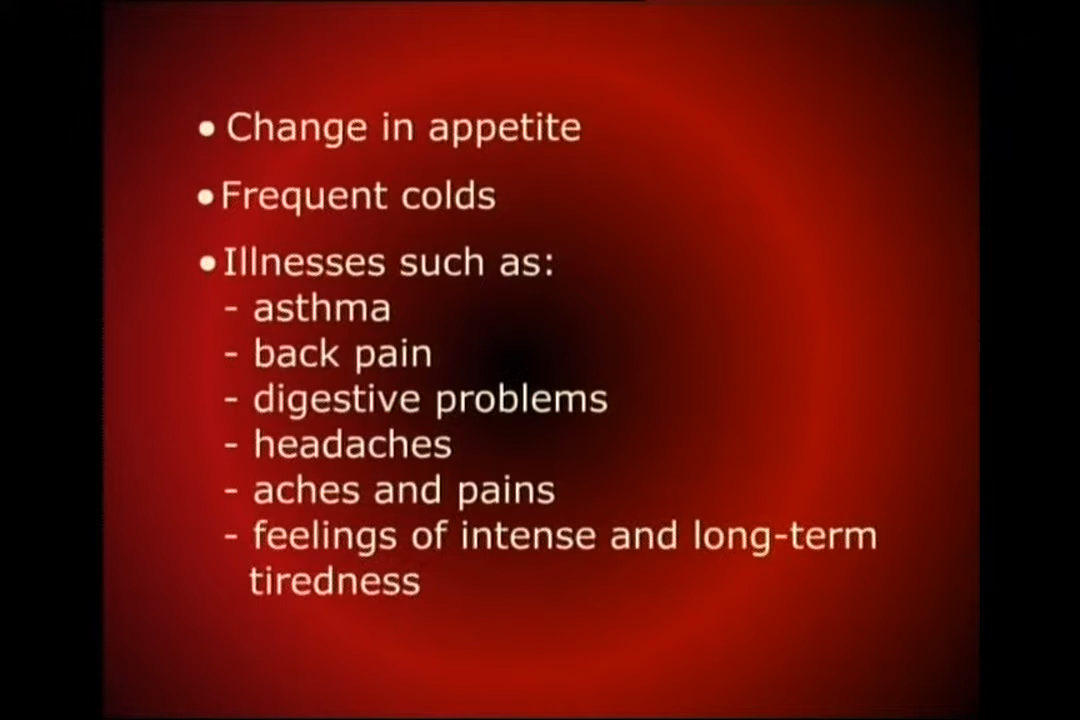 • Change in appetite
• Frequent colds
• Illnesses such as:
- asthma
- back pain
- digestive problems
- headaches
- aches and pains
- feelings of intense and long-term
tiredness